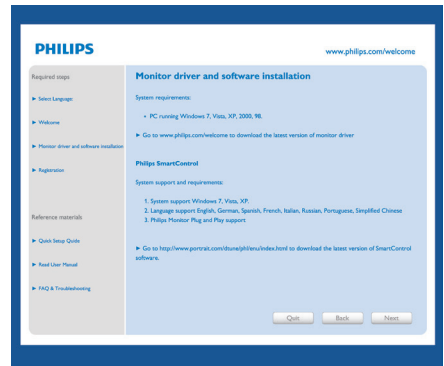 PHILIPS
www.philips.com/welcome
Required steps
► Select Language:
► Welcome
► Monitor driver and software installation
► Registration
Reference materials
► Quick Setup Guide
► Read User Manual
► FAQ & Troubleshooting
Monitor driver and software installation
System requirements:
• PC running Windows 7, Vista, XP, 2000, 98.
► Go to www.philips.com/welcome to download the latest version of monitor driver
Philips SmartControl
System support and requirements:
1. System support Windows 7, Vista, XP.
2. Language support English, German, Spanish, French, Italian, Russian, Portuguese, Simplified Chinese
3. Philips Monitor Plug and Play support
► Go to http://www.portrait.com/dtune/phl/enu/index.html to download the latest version of SmartControl
software.
Quit
Back
Next